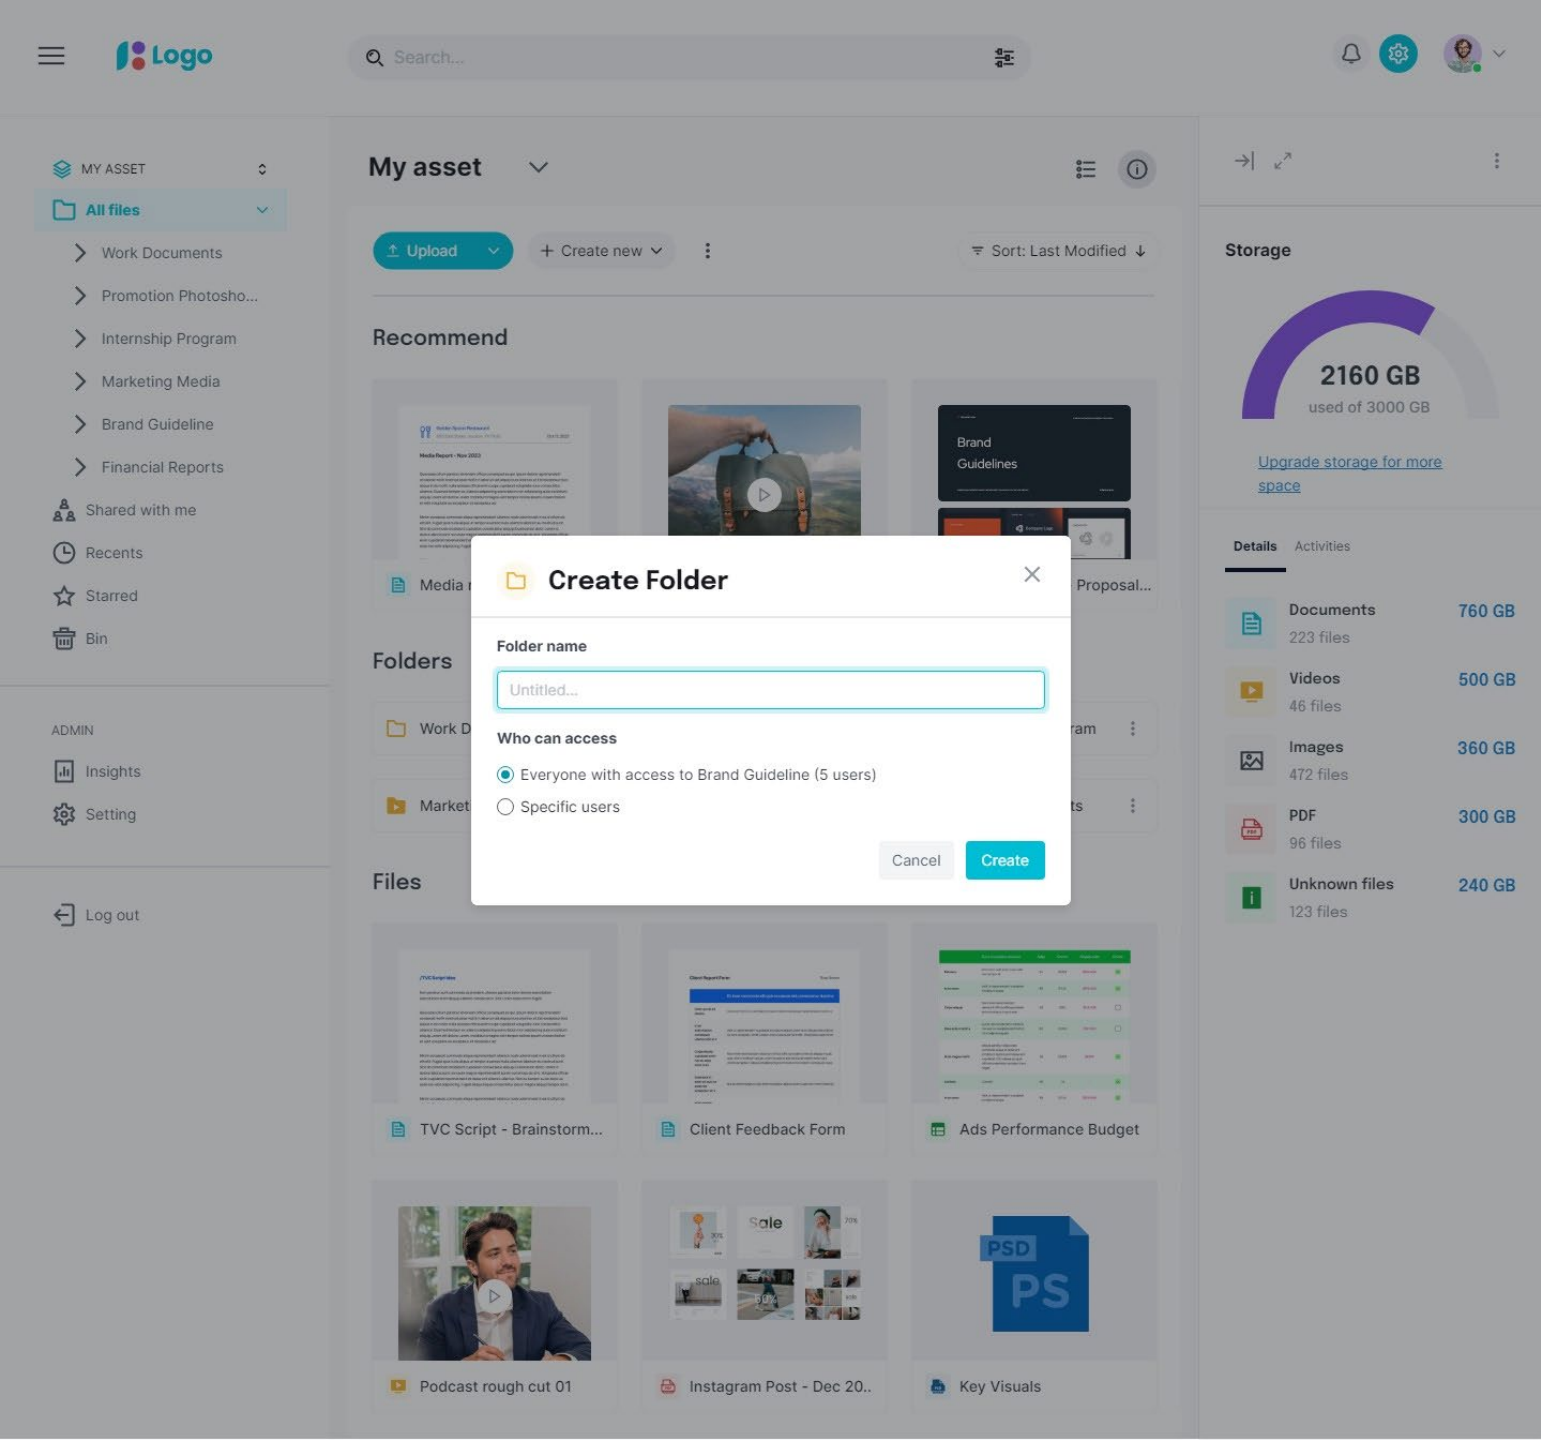 Logo
Search...
MY ASSET
All files
Work Documents
Promotion Photosho...
Internship Program
Marketing Media
Brand Guideline
Financial Reports
Shared with me
Recents
Starred
Bin
ADMIN
Insights
Setting
Log out
My asset
Upload
Create new
Sort: Last Modified
Recommend
Media Report - Nov 2023
Brand
Guidelines
Media
Proposal...
Folders
Work D
ram
Market
ts
Create Folder
Folder name
Untitled...
Who can access
Everyone with access to Brand Guideline (5 users)
Specific users
Cancel
Create
Files
TVC Script - Brainstorm...
Client Feedback Form
Ads Performance Budget
Sale
70%
sale
PSD
PS
Podcast rough cut 01
Instagram Post - Dec 20..
Key Visuals
Storage
2160 GB
used of 3000 GB
Upgrade storage for more
space
Details Activities
Documents 760 GB
223 files
Videos 500 GB
46 files
Images 360 GB
472 files
PDF 300 GB
96 files
Unknown files 240 GB
123 files